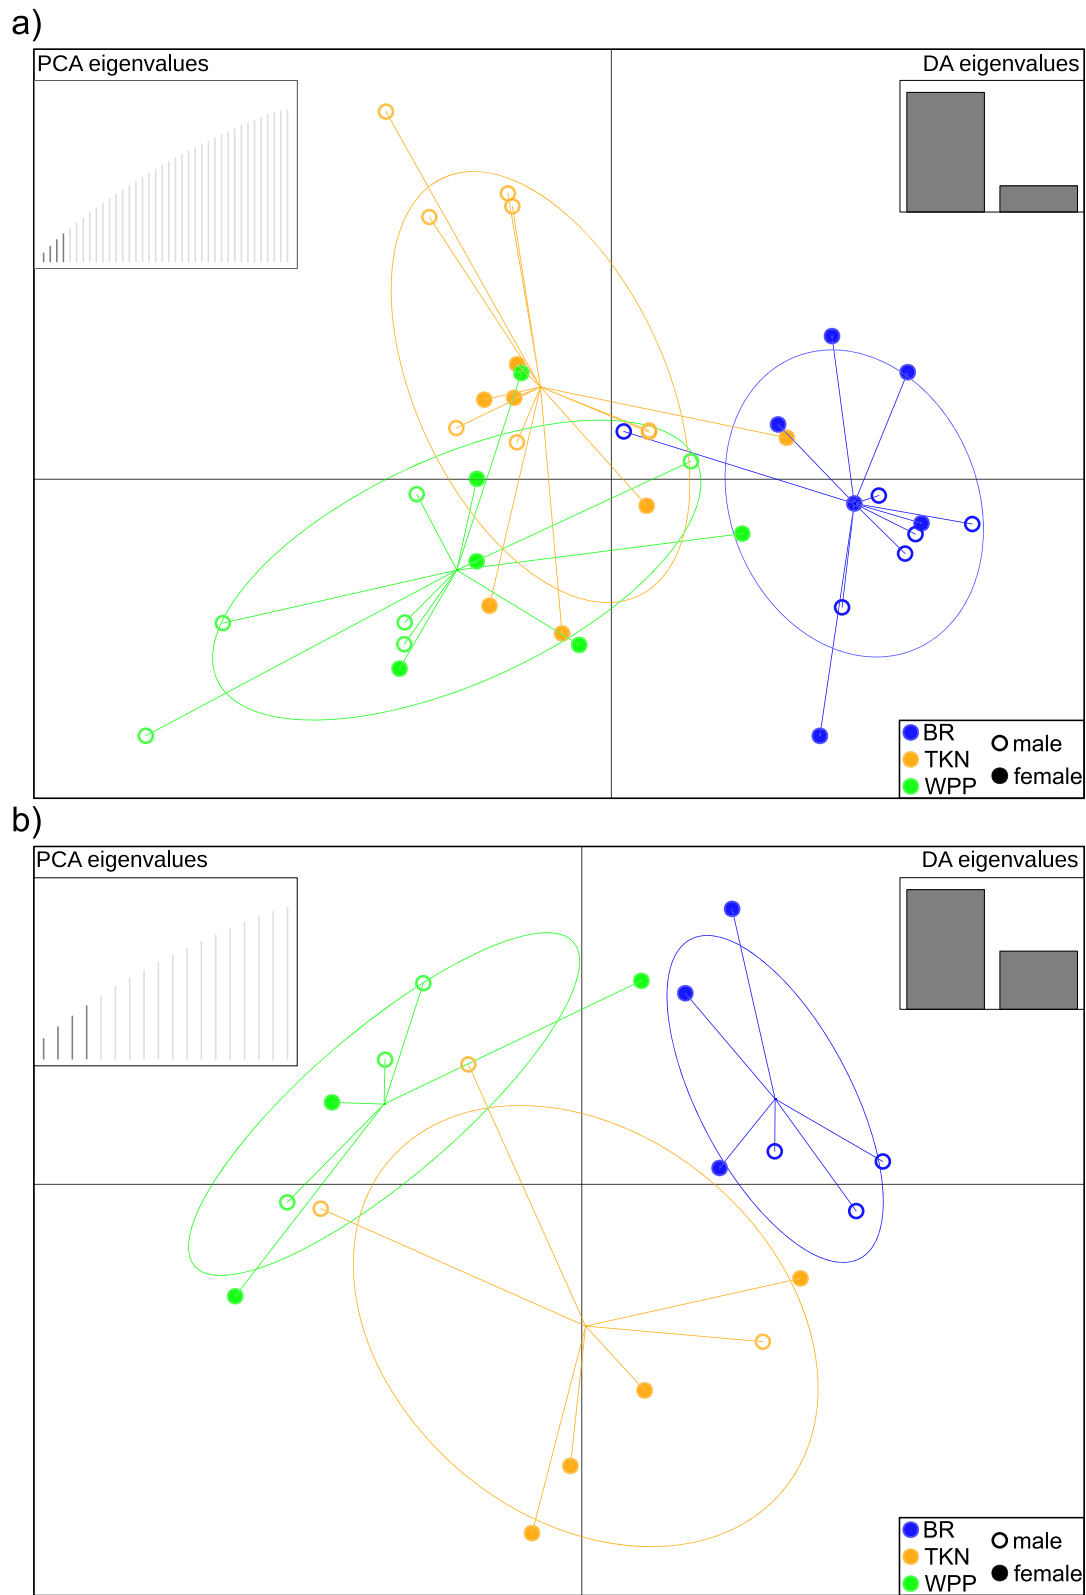 a)
PCA eigenvalues
DA eigenvalues
BR
TKN
WPP
male
female
b)
PCA eigenvalues
DA eigenvalues
BR
TKN
WPP
male
female